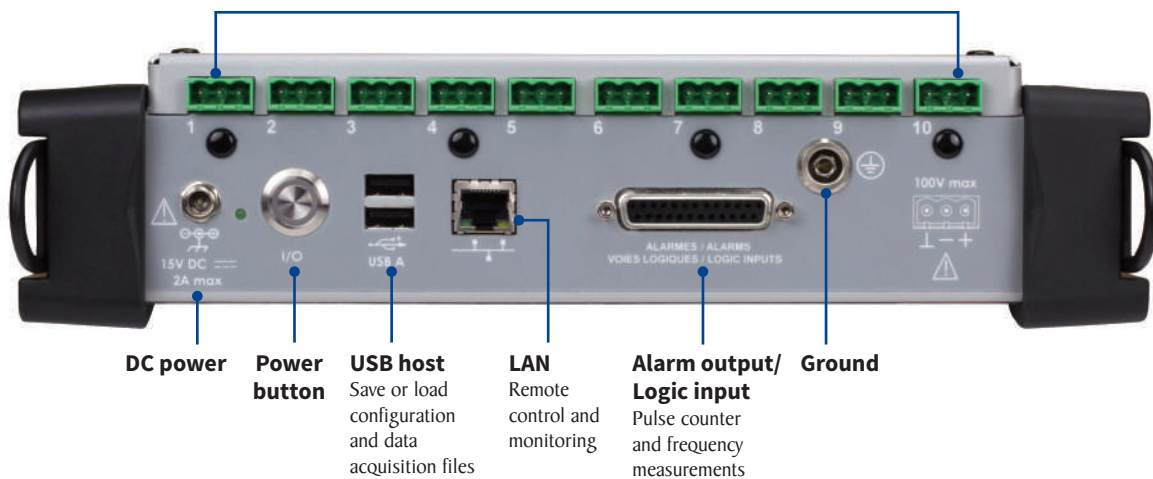 1 2 3 4 5 6 7 8 9 10
100V max
15V DC
2A max
I/O
USB A
ALARMES / ALARMS
VOIES LOGIQUES / LOGIC INPUTS
⊥ − +
DC power
Power
button
USB host
Save or load
configuration
and data
acquisition files
LAN
Remote
control and
monitoring
Alarm output/
Logic input
Pulse counter
and frequency
measurements
Ground